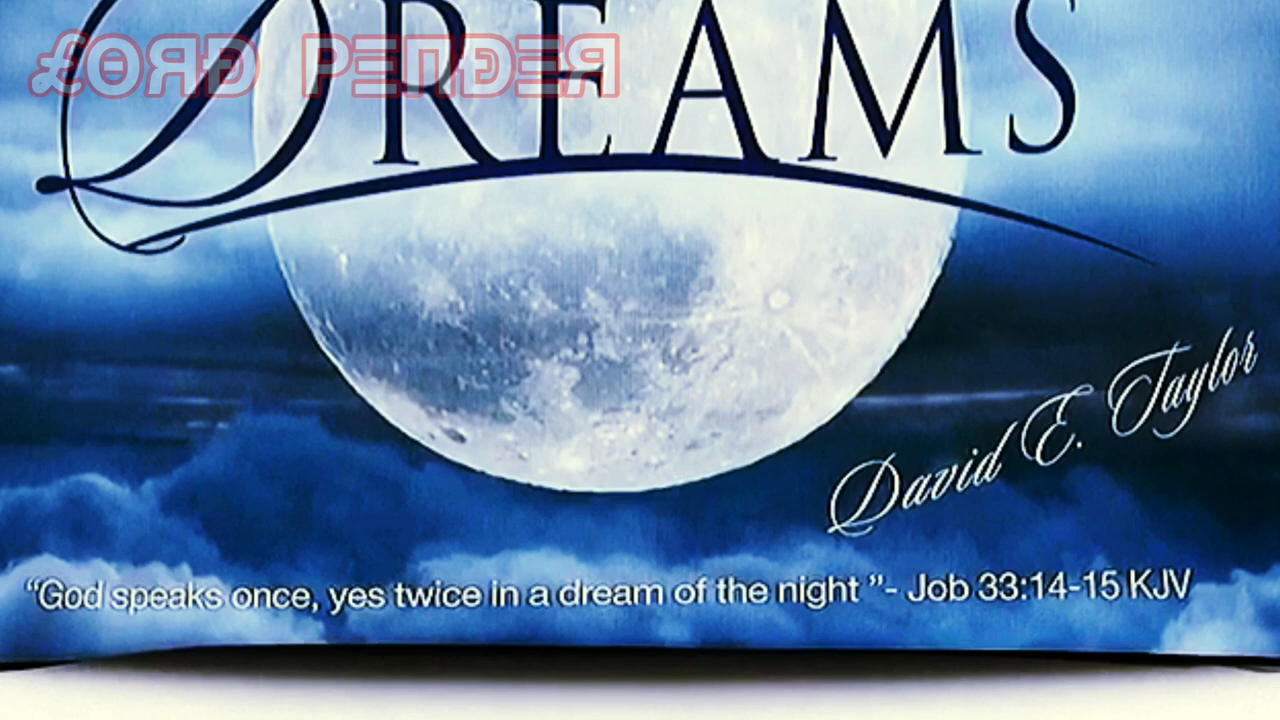 £ORD PENDER
DREAMS
David E. Taylor
“God speaks once, yes twice in a dream of the night ”- Job 33:14-15 KJV